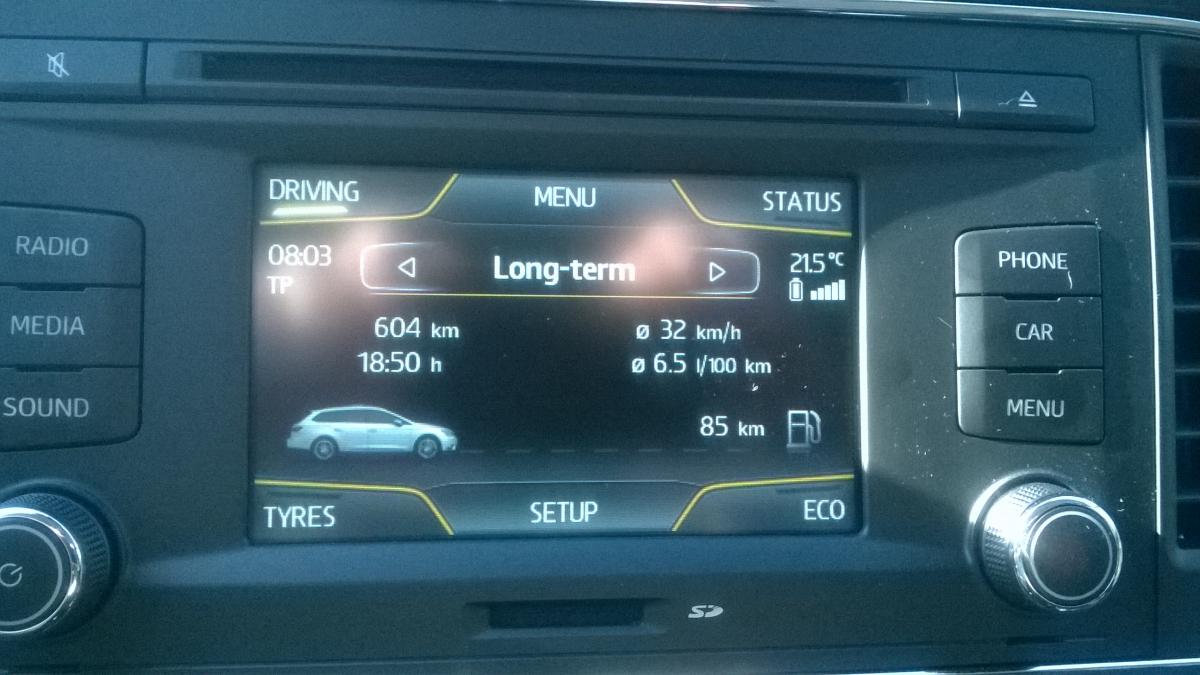 DRIVING MENU STATUS
08:03 Long-term 21.5°C
TP
604 km ø 32 km/h
18:50 h ø 6.5 l/100 km
85 km
TYRES SETUP ECO
RADIO
MEDIA
SOUND
PHONE
CAR
MENU
SD